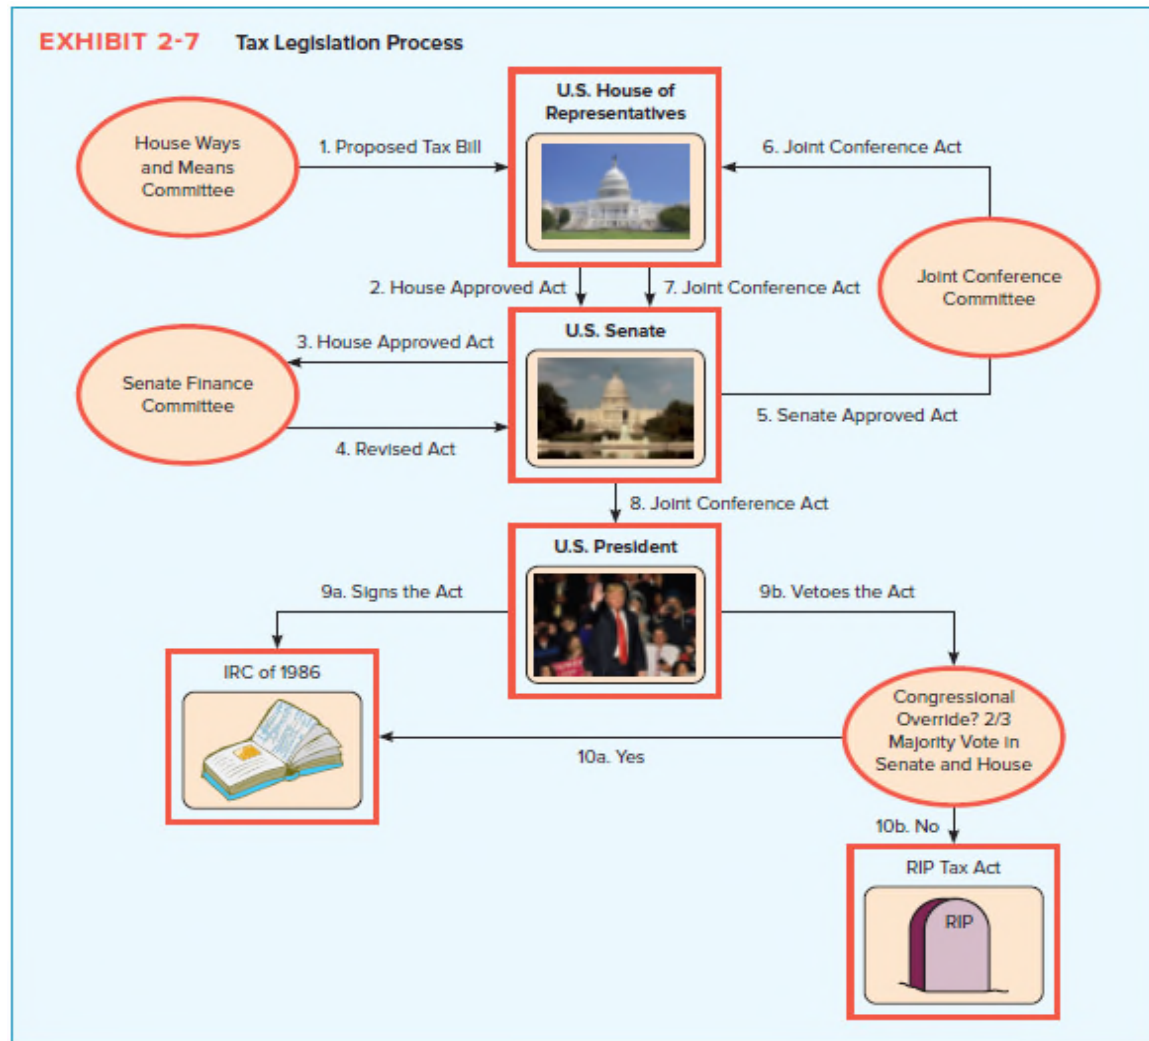 EXHIBIT 2-7 Tax Legislation Process
U.S. House of
Representatives
House Ways
and Means
Committee
1. Proposed Tax Bill
6. Joint Conference Act
Joint Conference
Committee
2. House Approved Act
7. Joint Conference Act
U.S. Senate
3. House Approved Act
Senate Finance
Committee
5. Senate Approved Act
4. Revised Act
8. Joint Conference Act
U.S. President
9a. Signs the Act
9b. Vetoes the Act
IRC of 1986
Congressional
Override? 2/3
Majority Vote in
Senate and House
10a. Yes
10b. No
RIP Tax Act
RIP